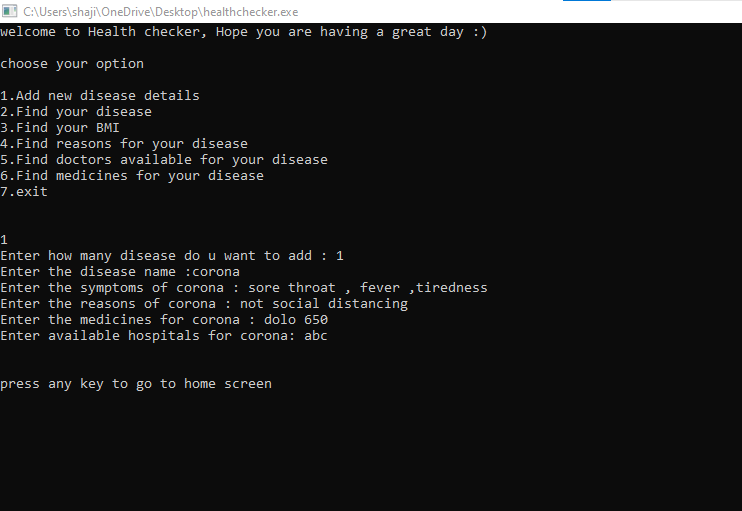 C:\Users\shaji\OneDrive\Desktop\healthchecker.exe
welcome to Health checker, Hope you are having a great day :)
choose your option
1.Add new disease details
2.Find your disease
3.Find your BMI
4.Find reasons for your disease
5.Find doctors available for your disease
6.Find medicines for your disease
7.exit
1
Enter how many disease do u want to add : 1
Enter the disease name :corona
Enter the symptoms of corona : sore throat , fever ,tiredness
Enter the reasons of corona : not social distancing
Enter the medicines for corona : dolo 650
Enter available hospitals for corona: abc
press any key to go to home screen